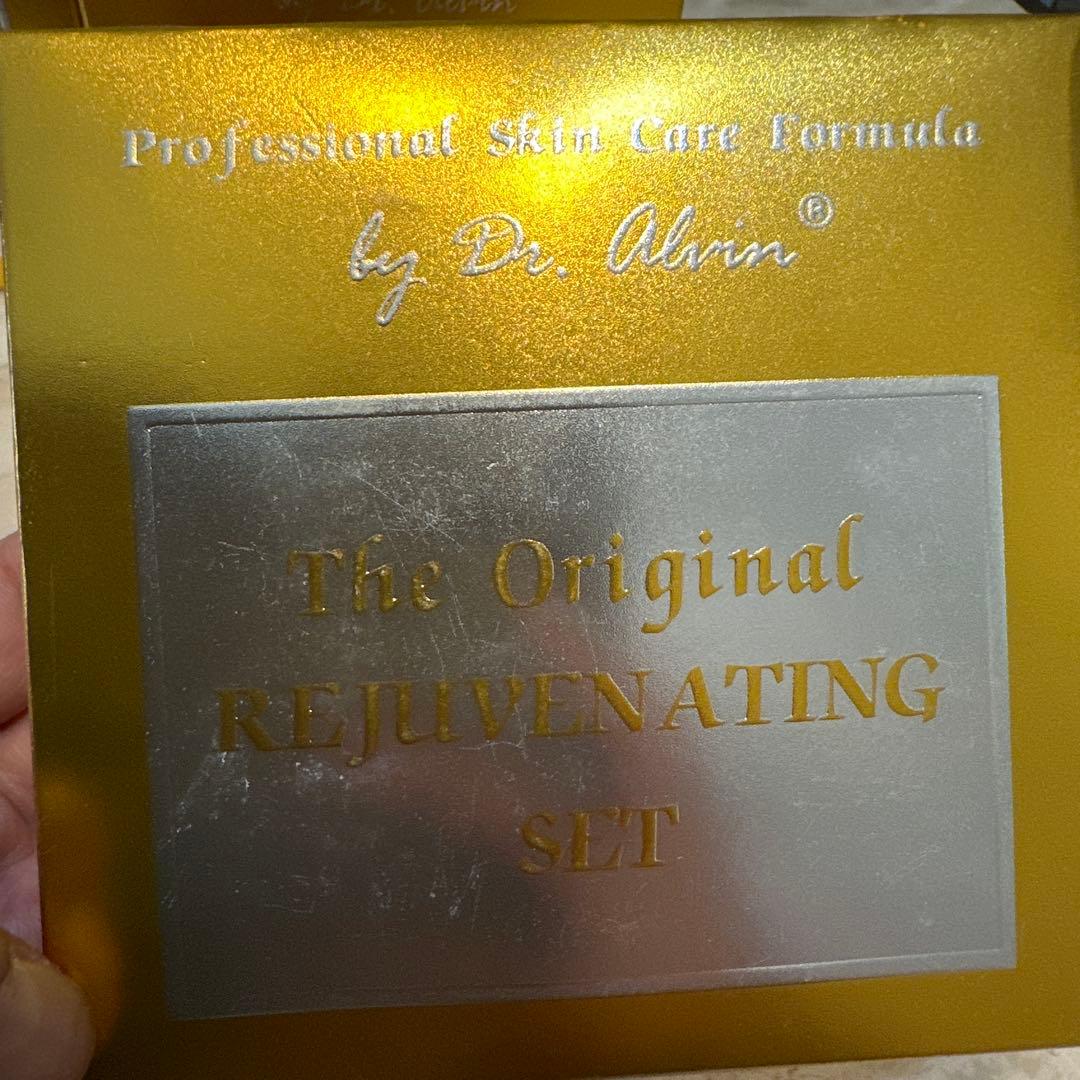 Professional Skin Care Formula
by Dr. Alvin®
The Original
REJUVENATING
SET